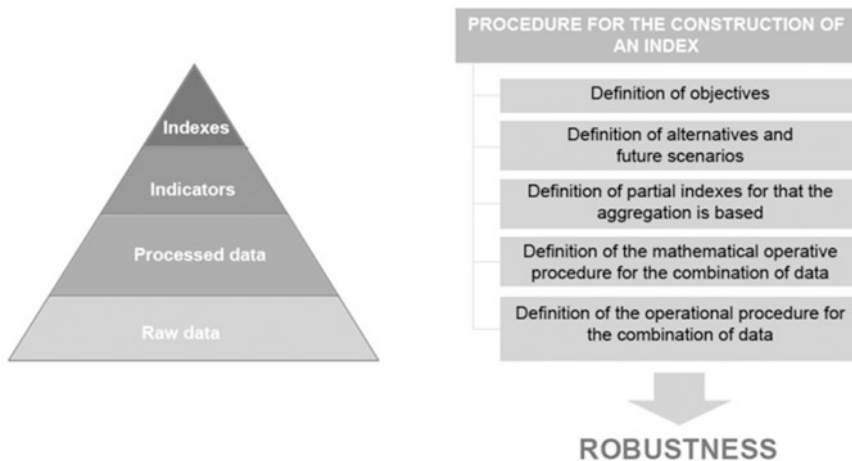 Indexes
Indicators
Processed data
Raw data
PROCEDURE FOR THE CONSTRUCTION OF
AN INDEX
Definition of objectives
Definition of alternatives and
future scenarios
Definition of partial indexes for that the
aggregation is based
Definition of the mathematical operative
procedure for the combination of data
Definition of the operational procedure for
the combination of data
ROBUSTNESS